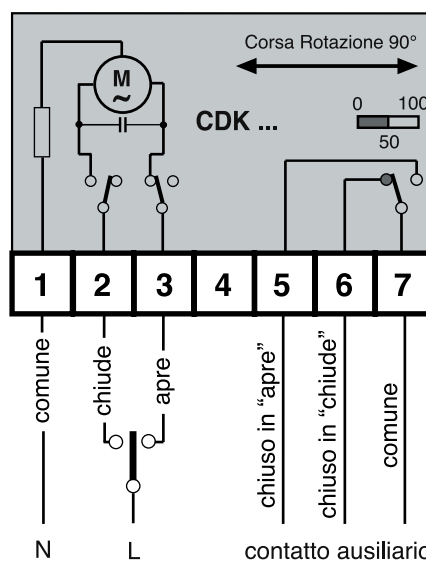 Corsa Rotazione 90°
M
~
CDK ...
0 100
50
1 2 3 4 5 6 7
comune
chiude
apre
chiuso in "apre"
chiuso in "chiude"
comune
N L contatto ausiliario